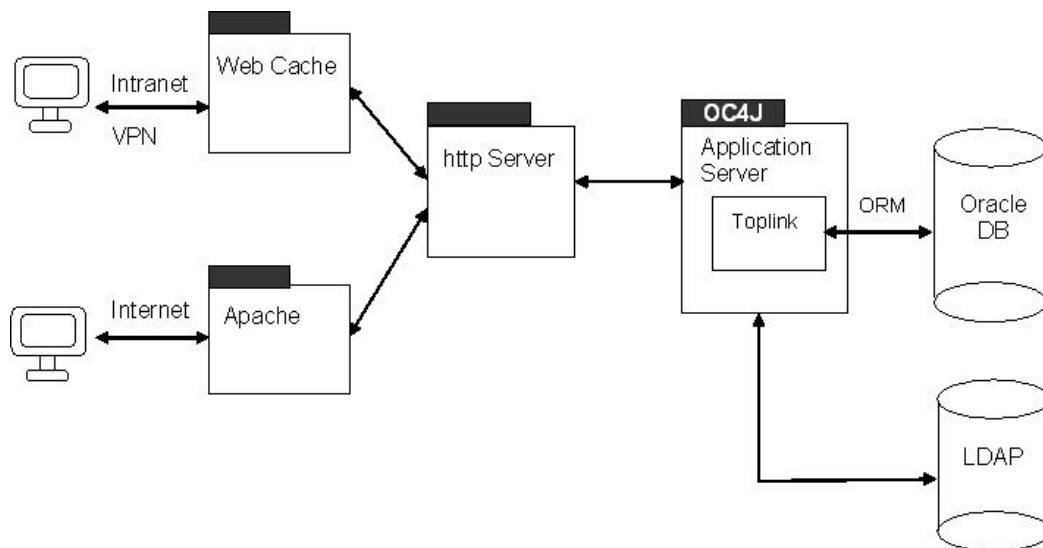 Web Cache
Intranet
VPN
http Server
OC4J
Application
Server
Toplink
ORM
Oracle
DB
Internet
Apache
LDAP